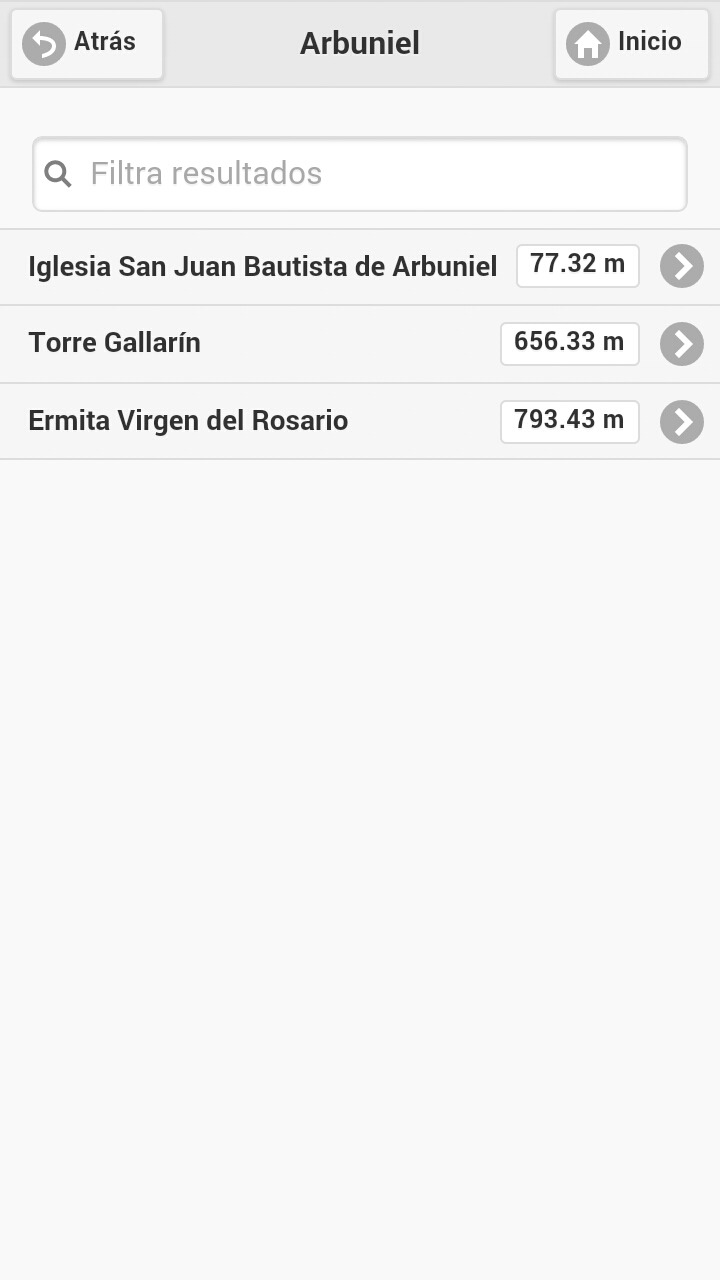 Atrás
Arbuniel
Inicio
Filtra resultados
Iglesia San Juan Bautista de Arbuniel 77.32 m
Torre Gallarín 656.33 m
Ermita Virgen del Rosario 793.43 m